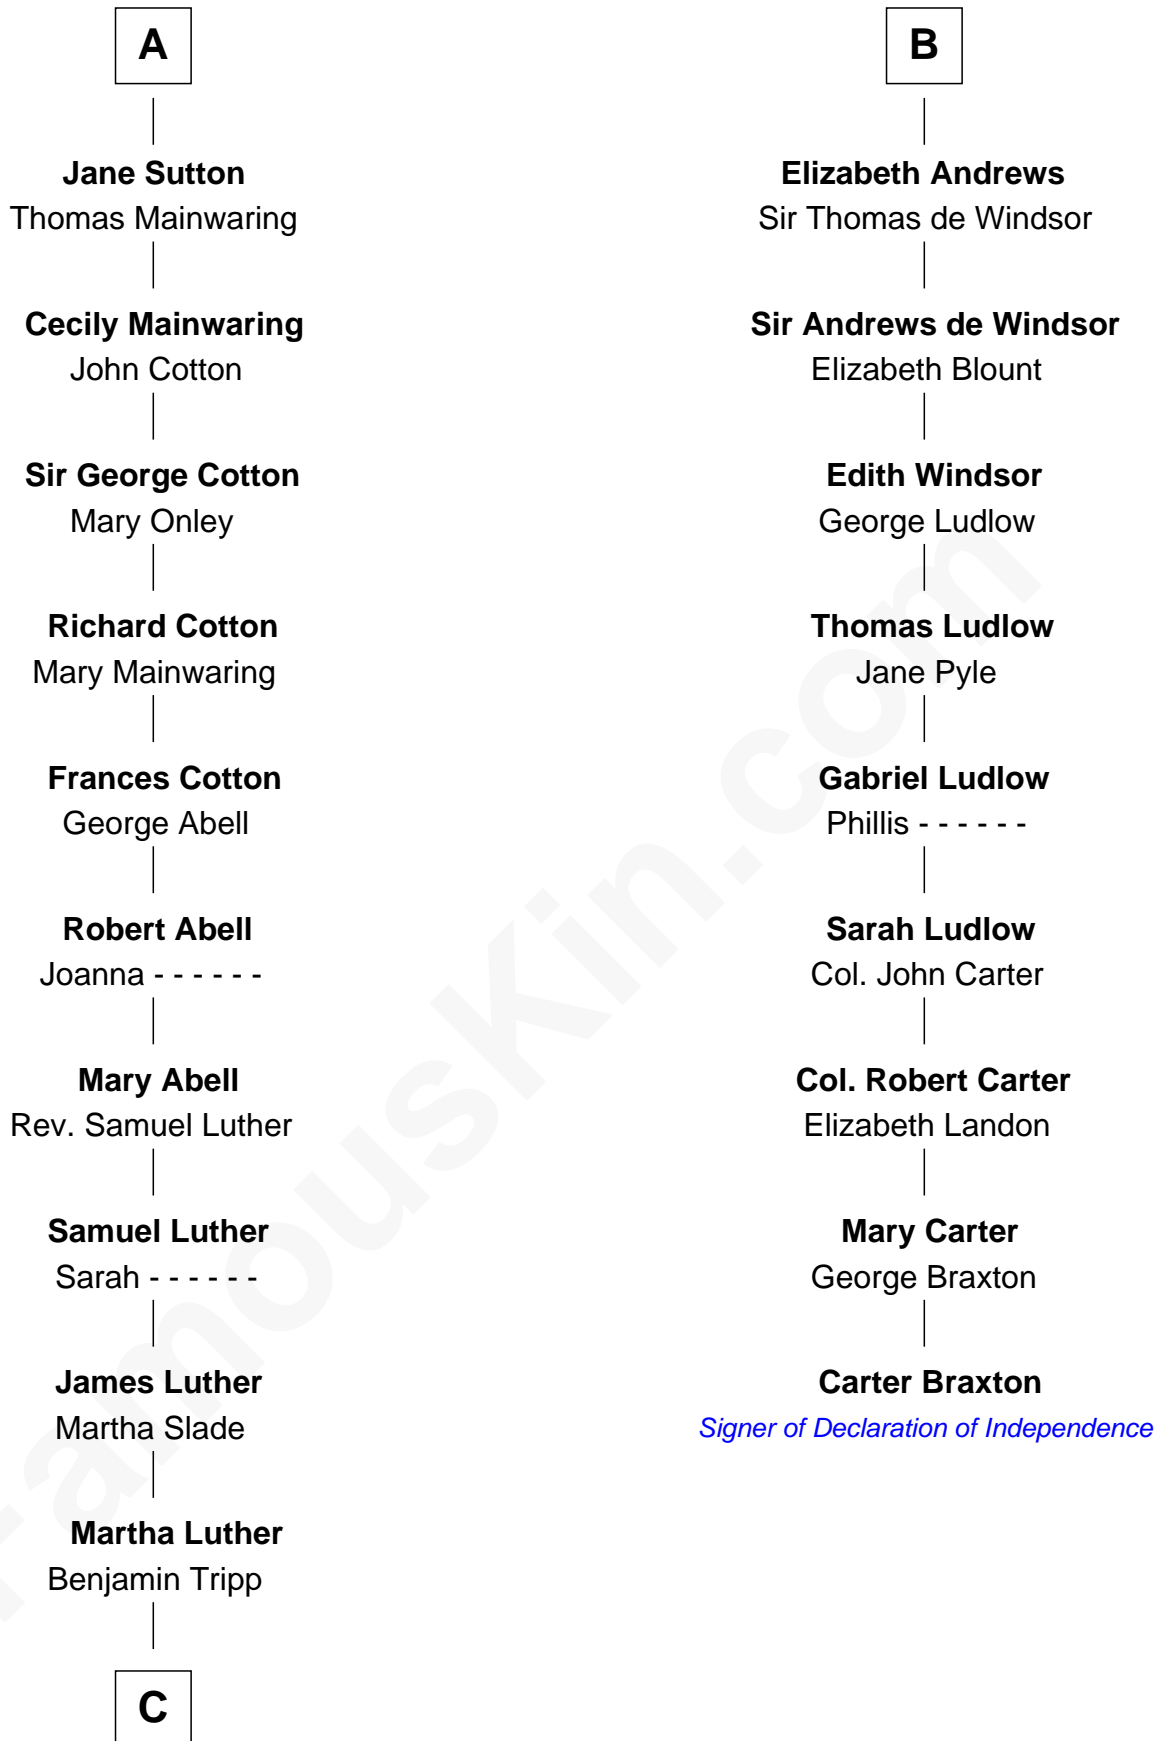 A
Jane Sutton
Thomas Mainwaring
Cecily Mainwaring
John Cotton
Sir George Cotton
Mary Onley
Richard Cotton
Mary Mainwaring
Frances Cotton
George Abell
Robert Abell
Joanna - - - - - -
Mary Abell
Rev. Samuel Luther
Samuel Luther
Sarah - - - - - -
James Luther
Martha Slade
Martha Luther
Benjamin Tripp
C
B
Elizabeth Andrews
Sir Thomas de Windsor
Sir Andrews de Windsor
Elizabeth Blount
Edith Windsor
George Ludlow
Thomas Ludlow
Jane Pyle
Gabriel Ludlow
Phillis - - - - - -
Sarah Ludlow
Col. John Carter
Col. Robert Carter
Elizabeth Landon
Mary Carter
George Braxton
Carter Braxton
Signer of Declaration of Independence
FamousKin.com